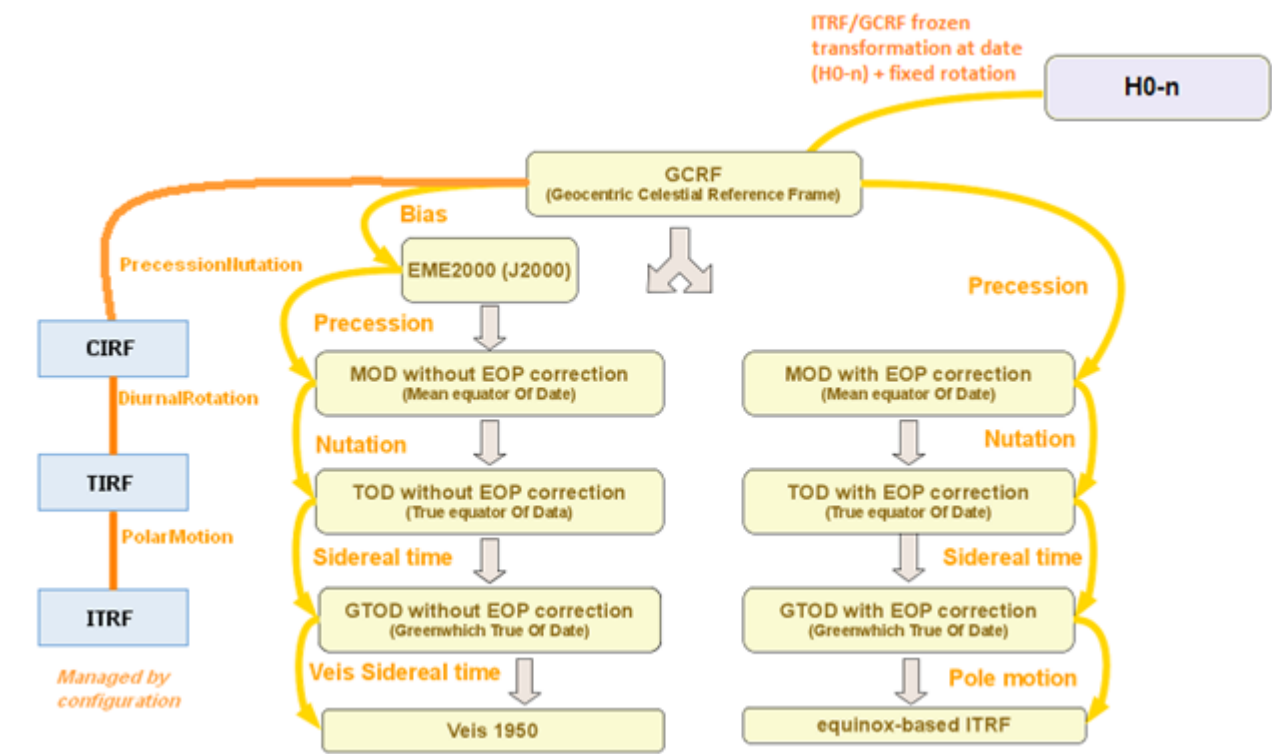 ITRF/GCRF frozen
transformation at date
(H0-n) + fixed rotation
H0-n
GCRF
(Geocentric Celestial Reference Frame)
Bias
PrecessionNutation
EME2000 (J2000)
Precession
Precession
CIRF
MOD without EOP correction
(Mean equator Of Date)
MOD with EOP correction
(Mean equator Of Date)
DiurnalRotation
Nutation
Nutation
TIRF
TOD without EOP correction
(True equator Of Data)
TOD with EOP correction
(True equator Of Date)
PolarMotion
Sidereal time
Sidereal time
ITRF
GTOD without EOP correction
(Greenwhich True Of Date)
GTOD with EOP correction
(Greenwhich True Of Date)
Managed by
configuration
Veis Sidereal time
Pole motion
Veis 1950
equinox-based ITRF